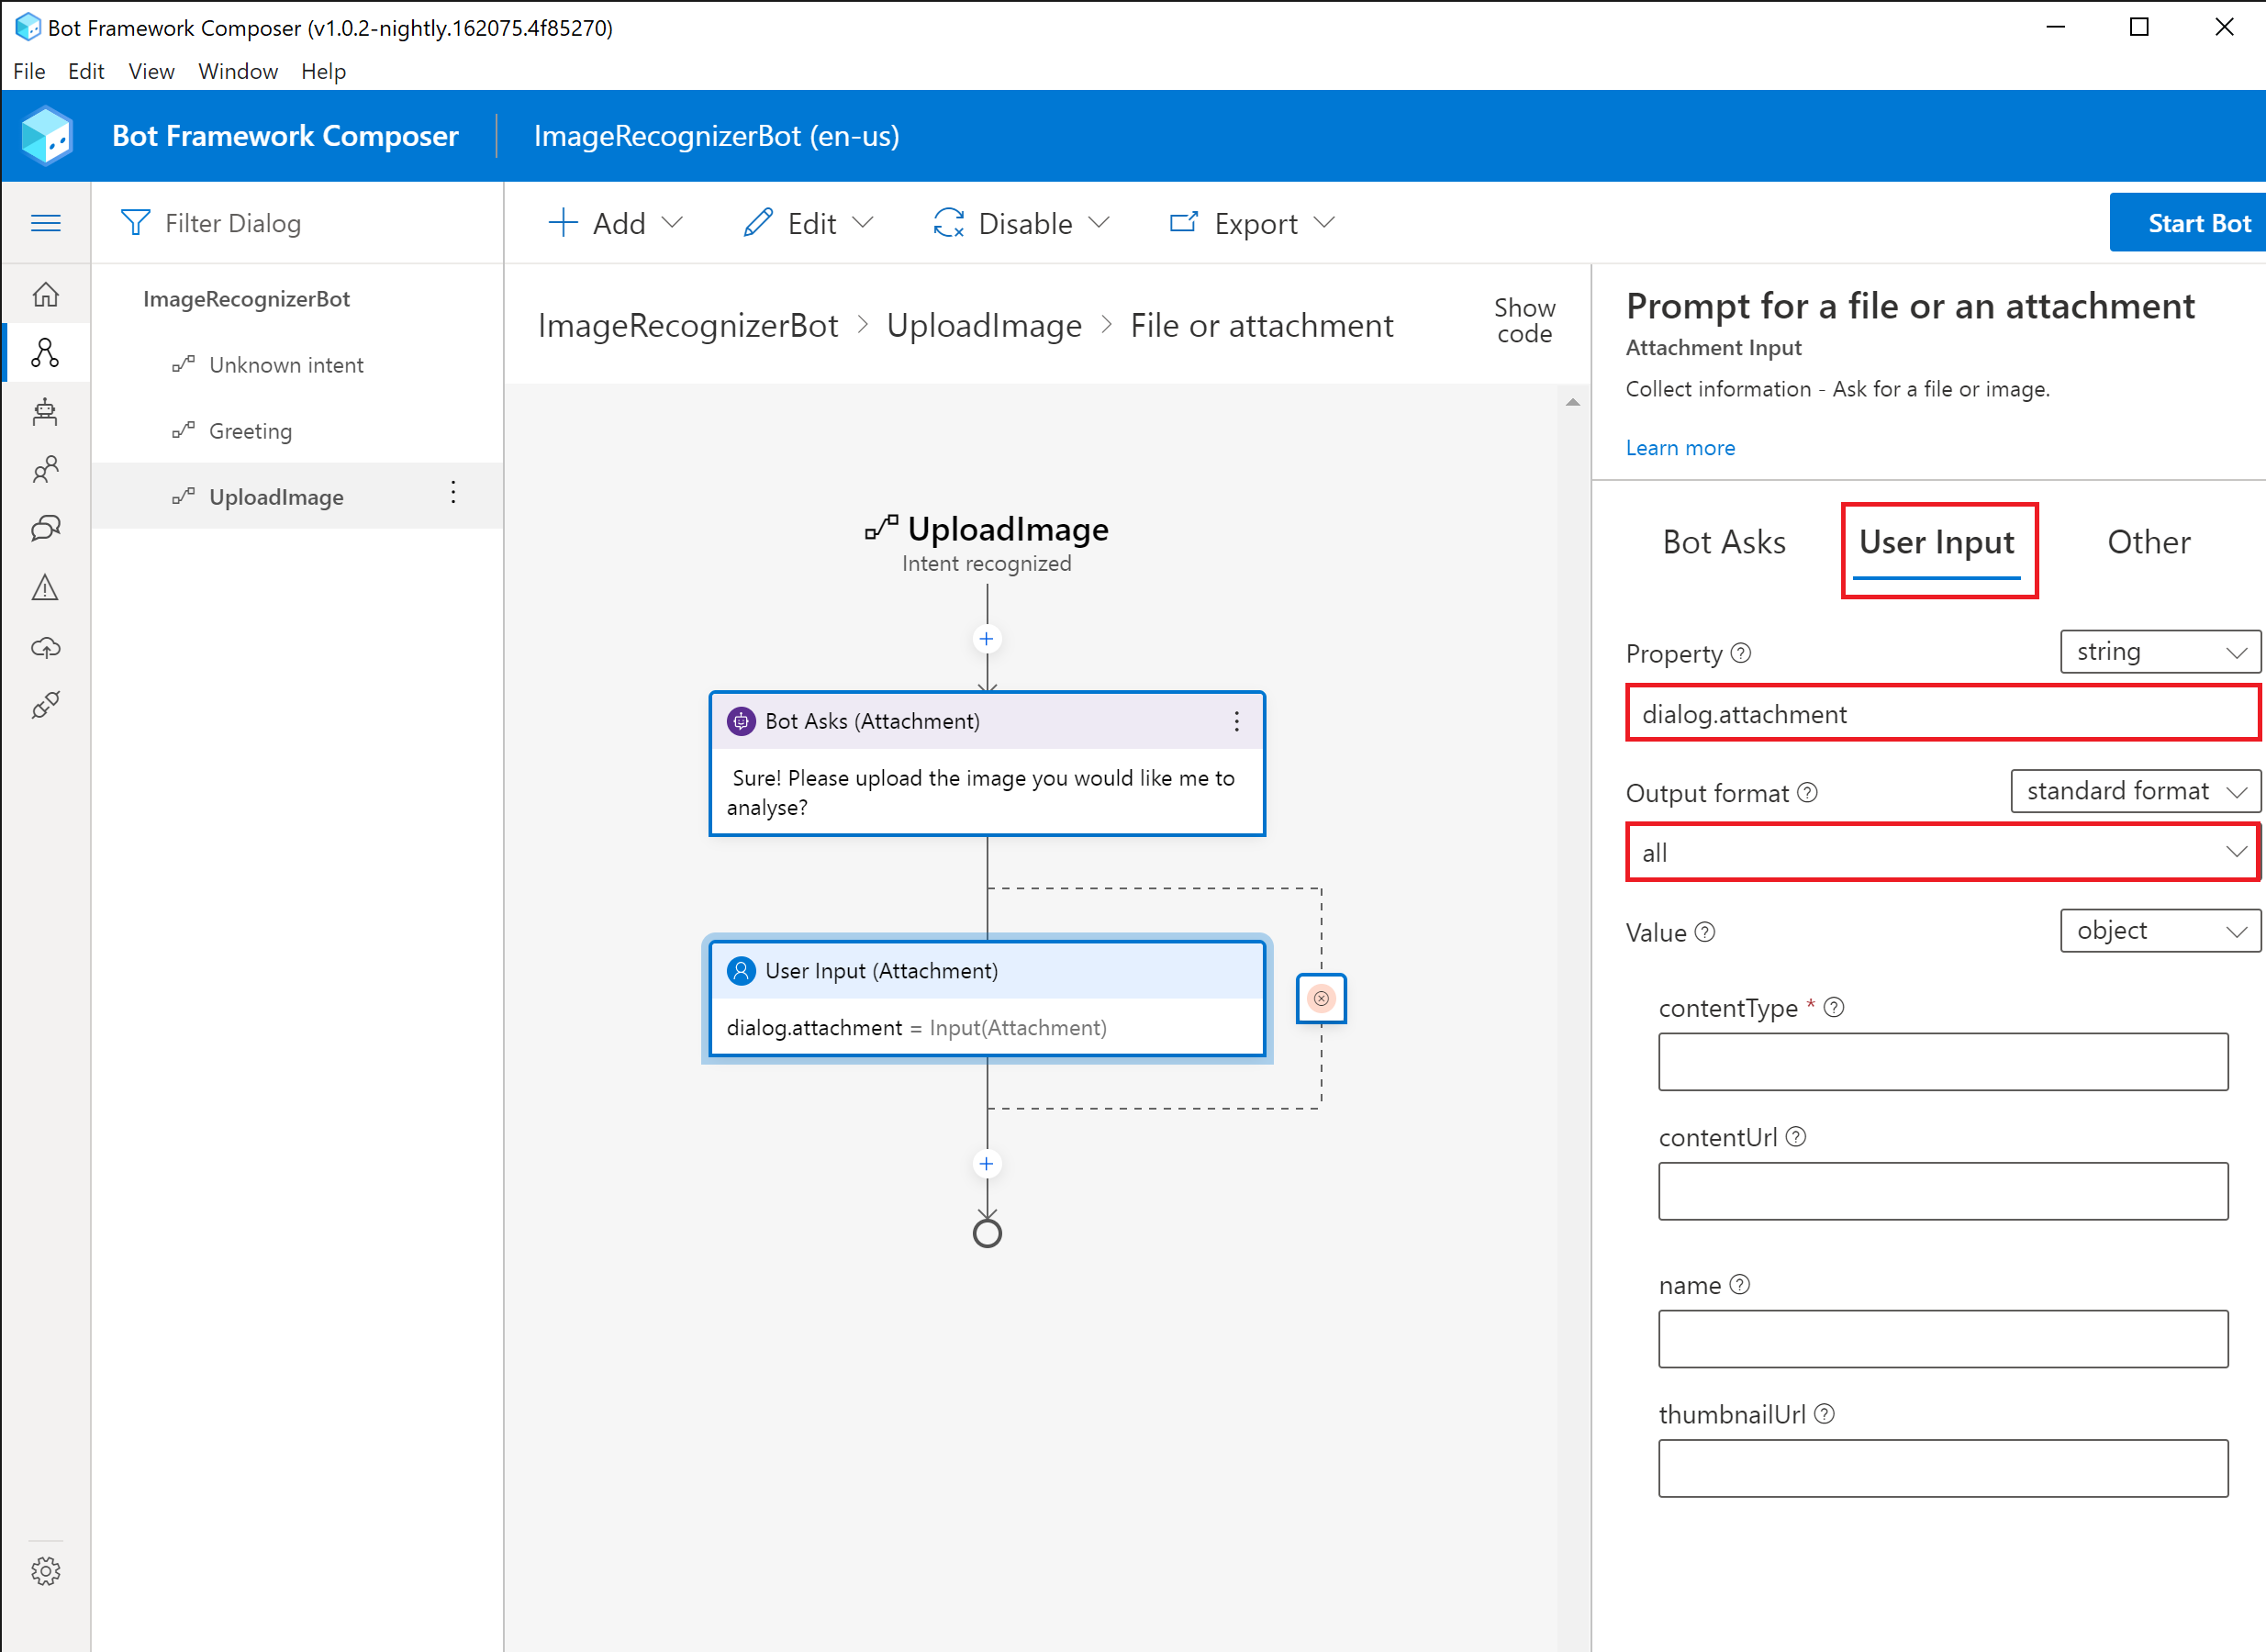 Bot Framework Composer (v1.0.2-nightly.162075.4f85270)
File Edit View Window Help
Bot Framework Composer ImageRecognizerBot (en-us)
Filter Dialog
Add Edit Disable Export Start Bot
ImageRecognizerBot
Unknown intent
Greeting
UploadImage
ImageRecognizerBot > UploadImage > File or attachment
Show
code
UploadImage
Intent recognized
Bot Asks (Attachment)
Sure! Please upload the image you would like me to
analyse?
User Input (Attachment)
dialog.attachment = Input(Attachment)
Prompt for a file or an attachment
Attachment Input
Collect information - Ask for a file or image.
Learn more
Bot Asks User Input Other
Property string
dialog.attachment
Output format standard format
all
Value object
contentType *
contentUrl
name
thumbnailUrl